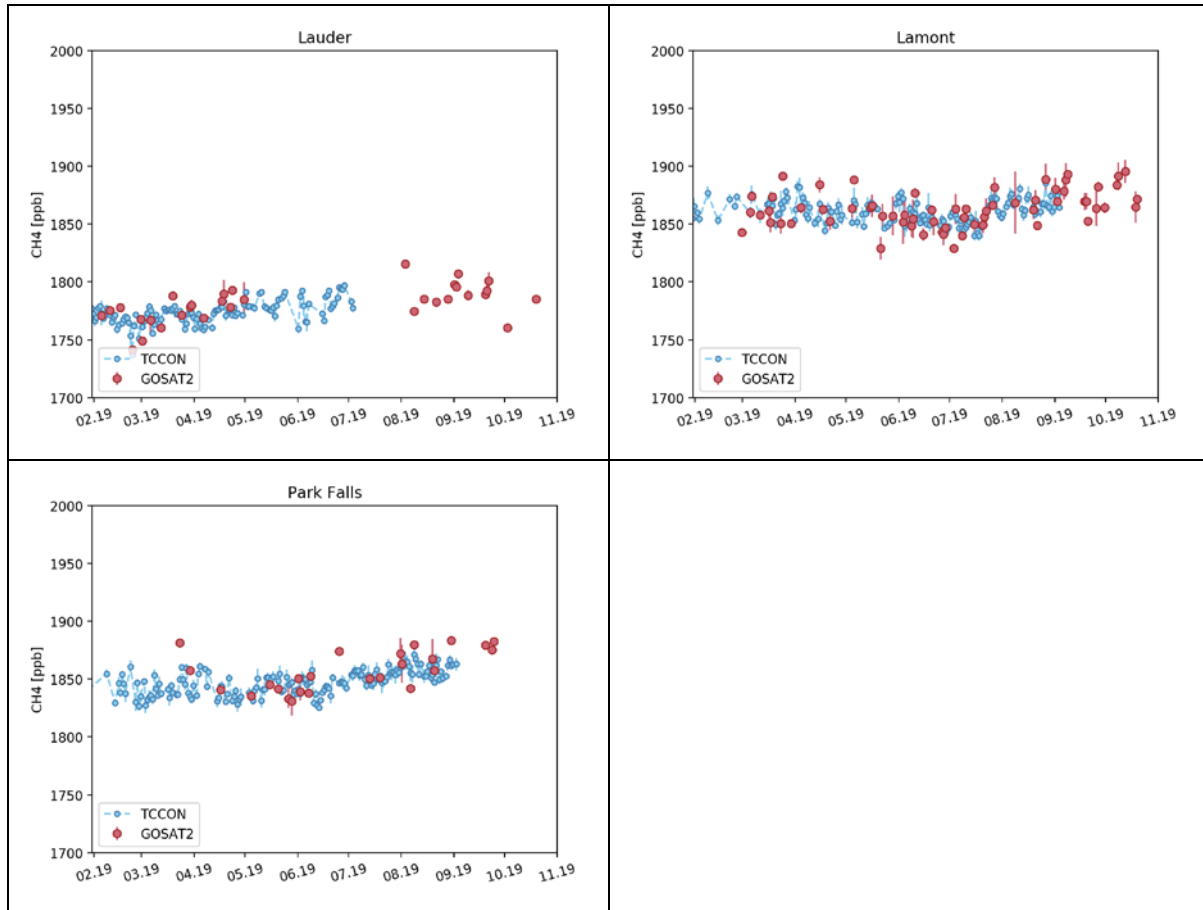 Lauder
2000
1950
1900
1850
1800
1750
1700
CH4 [ppb]
TCCON
GOSAT2
02.19 03.19 04.19 05.19 06.19 07.19 08.19 09.19 10.19 11.19
Lamont
2000
1950
1900
1850
1800
1750
1700
CH4 [ppb]
TCCON
GOSAT2
02.19 03.19 04.19 05.19 06.19 07.19 08.19 09.19 10.19 11.19
Park Falls
2000
1950
1900
1850
1800
1750
1700
CH4 [ppb]
TCCON
GOSAT2
02.19 03.19 04.19 05.19 06.19 07.19 08.19 09.19 10.19 11.19